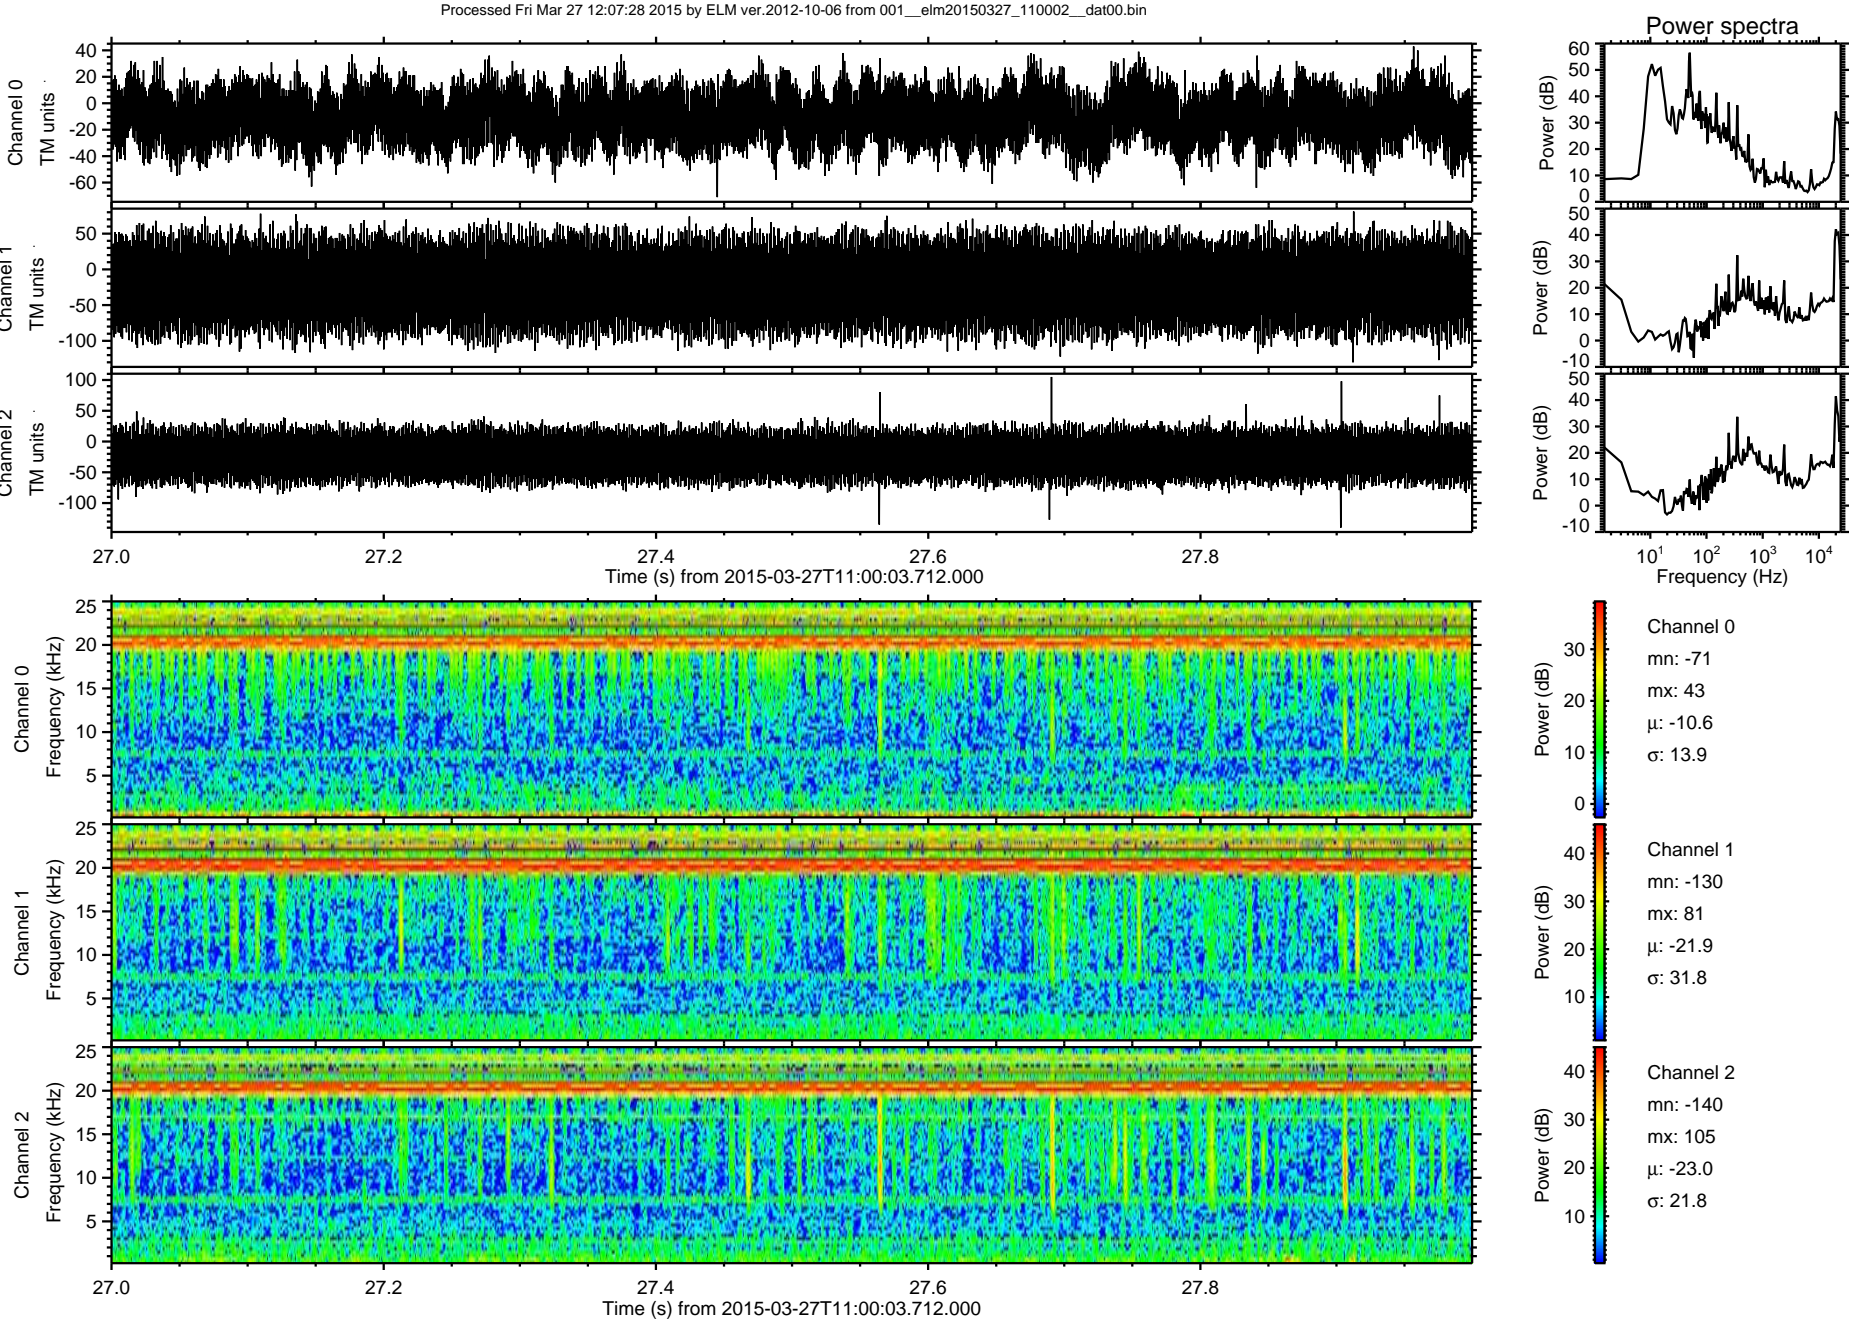 Processed Fri Mar 27 12:07:28 2015 by ELM ver.2012-10-06 from 001__elm20150327_110002__dat00.bin
Power spectra
Channel 0
TM units
40
20
0
-20
-40
-60
Power (dB)
60
50
40
30
20
10
0
Channel 1
TM units
50
0
-50
-100
Power (dB)
50
40
30
20
10
0
-10
Channel 2
TM units
100
50
0
-50
-100
Power (dB)
50
40
30
20
10
0
-10
27.0 27.2 27.4 27.6 27.8
Time (s) from 2015-03-27T11:00:03.712.000
10¹ 10² 10³ 10⁴
Frequency (Hz)
Channel 0
Frequency (kHz)
25
20
15
10
5
Power (dB)
30
20
10
0
Channel 0
mn: -71
mx: 43
μ: -10.6
σ: 13.9
Channel 1
Frequency (kHz)
25
20
15
10
5
Power (dB)
40
30
20
10
Channel 1
mn: -130
mx: 81
μ: -21.9
σ: 31.8
Channel 2
Frequency (kHz)
25
20
15
10
5
Power (dB)
40
30
20
10
Channel 2
mn: -140
mx: 105
μ: -23.0
σ: 21.8
27.0 27.2 27.4 27.6 27.8
Time (s) from 2015-03-27T11:00:03.712.000